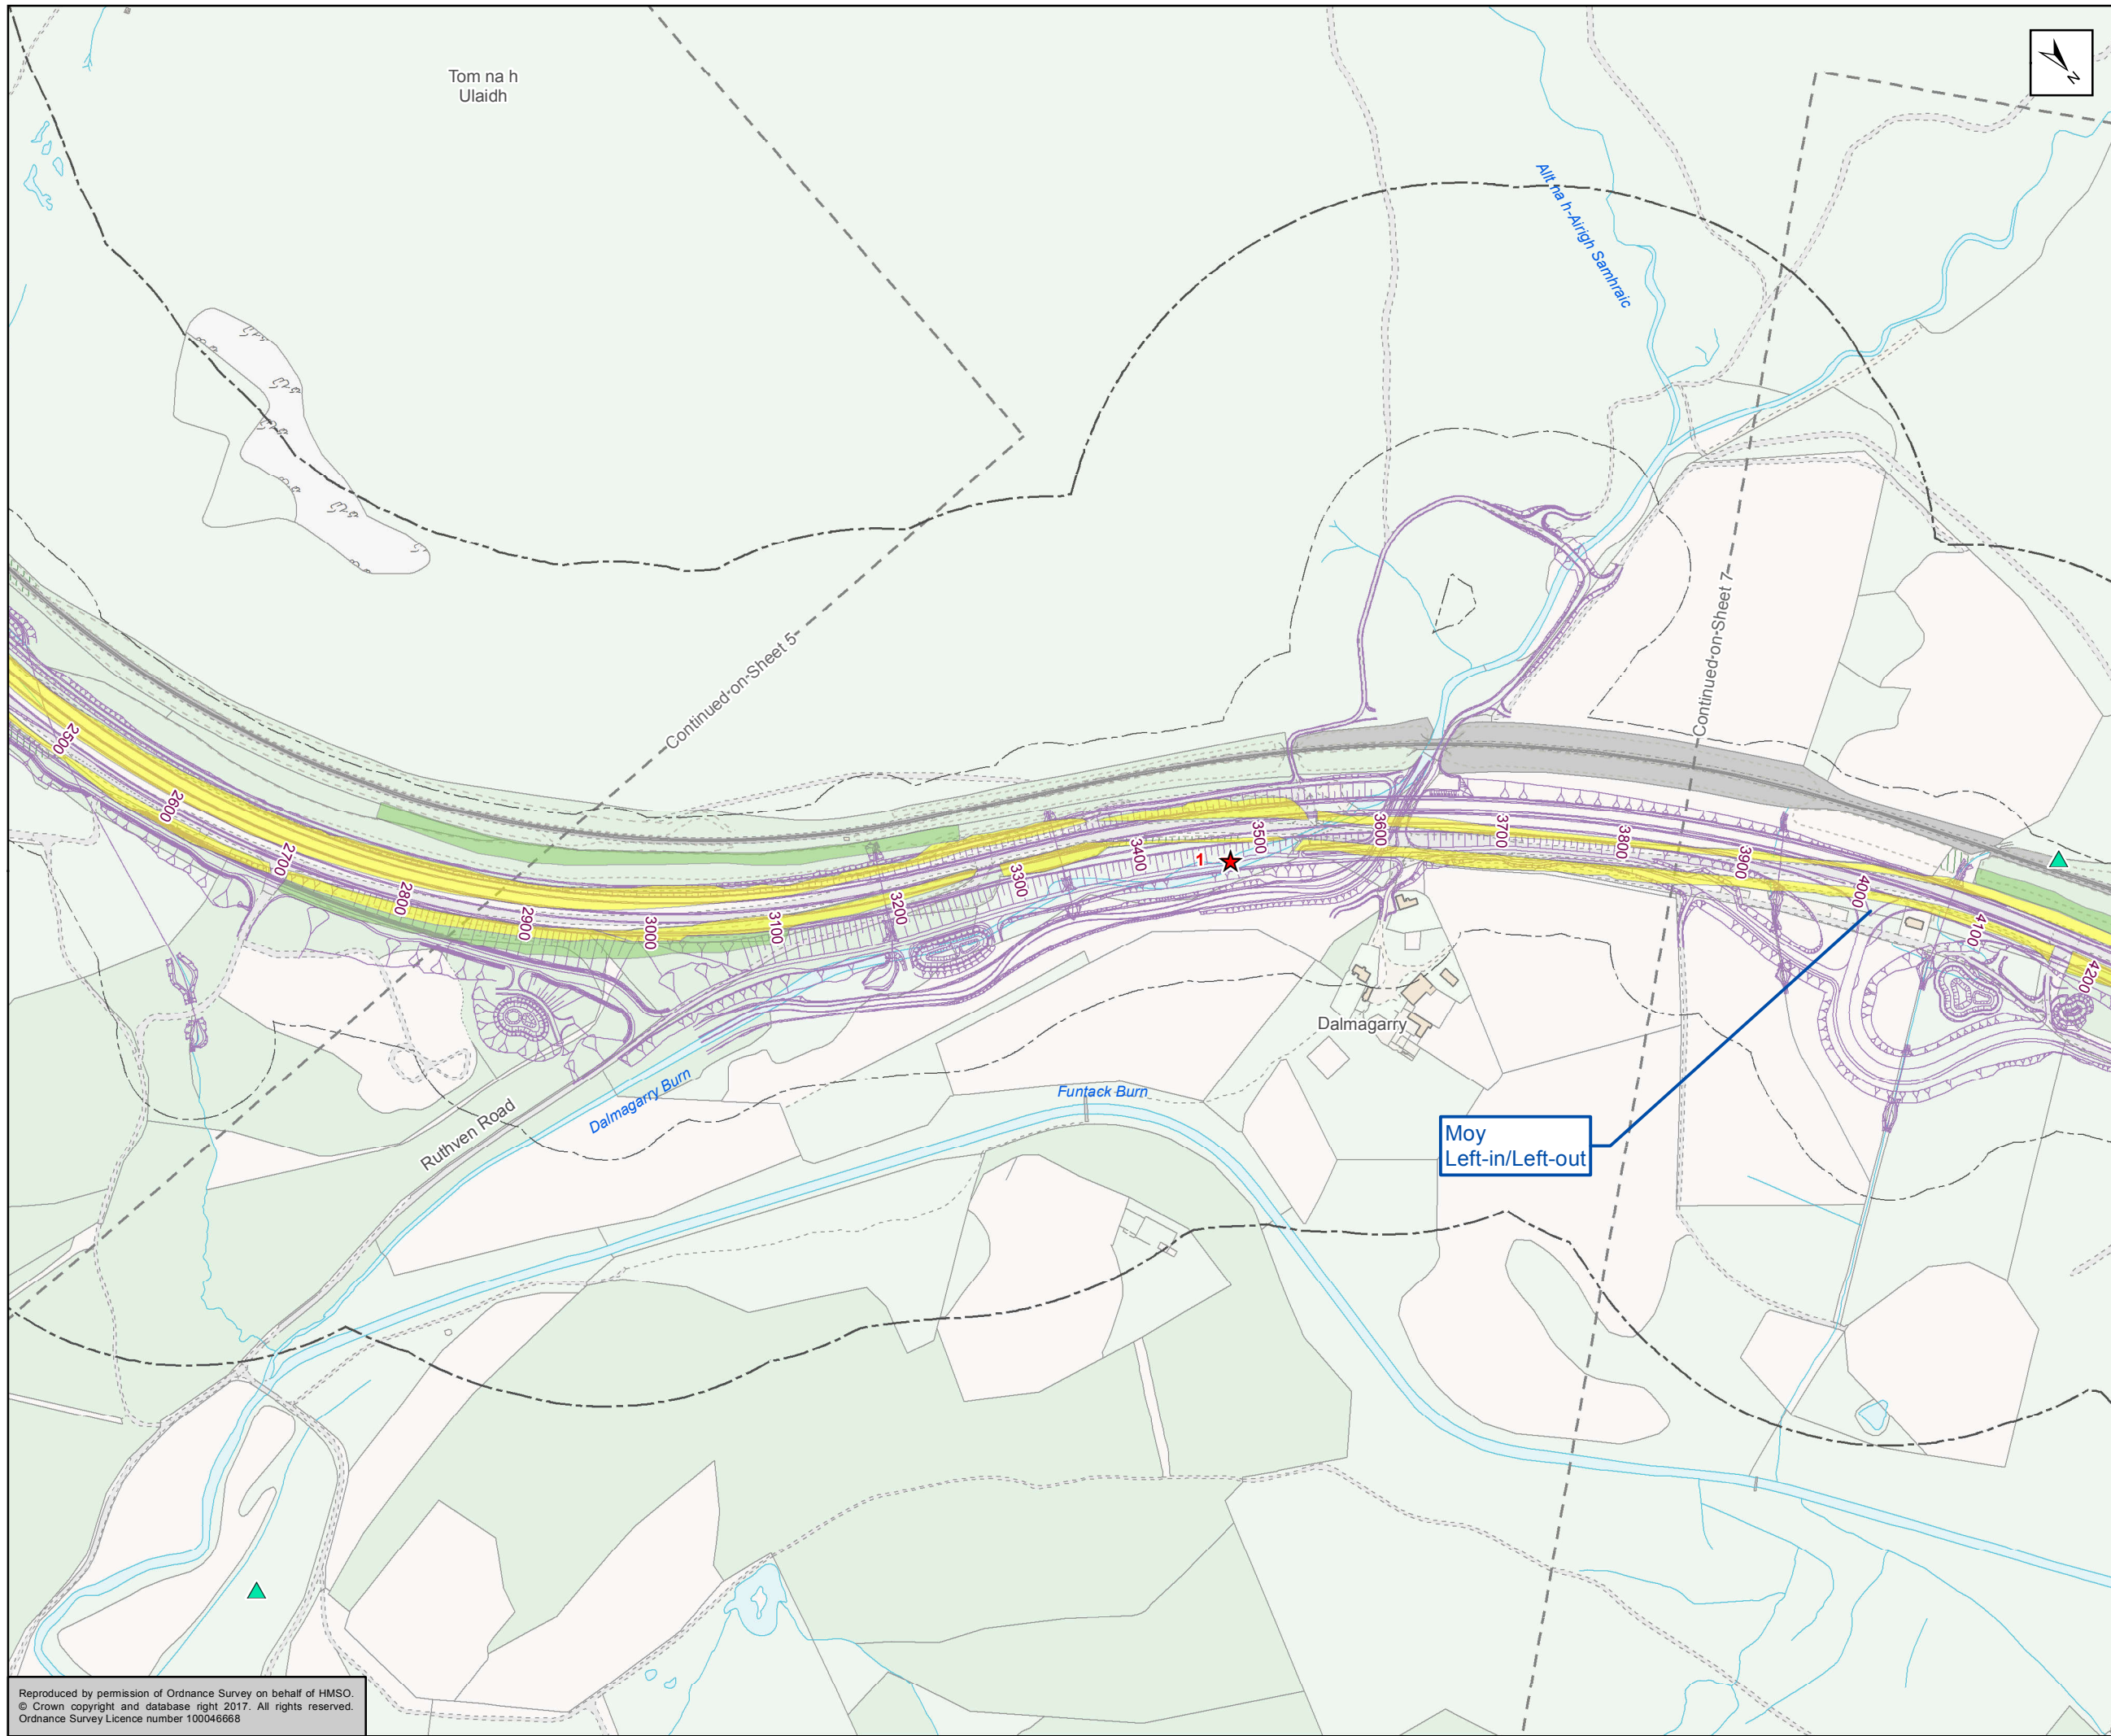 Tom na h
Ulaidh
N
Allt na h-Airigh Samhraic
Continued-on-Sheet 5
Continued-on-Sheet 7
2500
2600
2700
2800
2900
3000
3100
3200
3300
3400
1
3500
3600
3700
3800
3900
4000
4100
4200
Dalmagarry
Ruthven Road
Dalmagarry Burn
Funtack Burn
Moy
Left-in/Left-out
Reproduced by permission of Ordnance Survey on behalf of HMSO.
© Crown copyright and database right 2017. All rights reserved.
Ordnance Survey Licence number 100046668